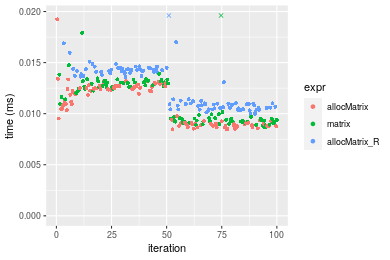 0.020
0.015
0.010
0.005
0.000
time (ms)
0
25
50
75
100
iteration
expr
allocMatrix
matrix
allocMatrix_R